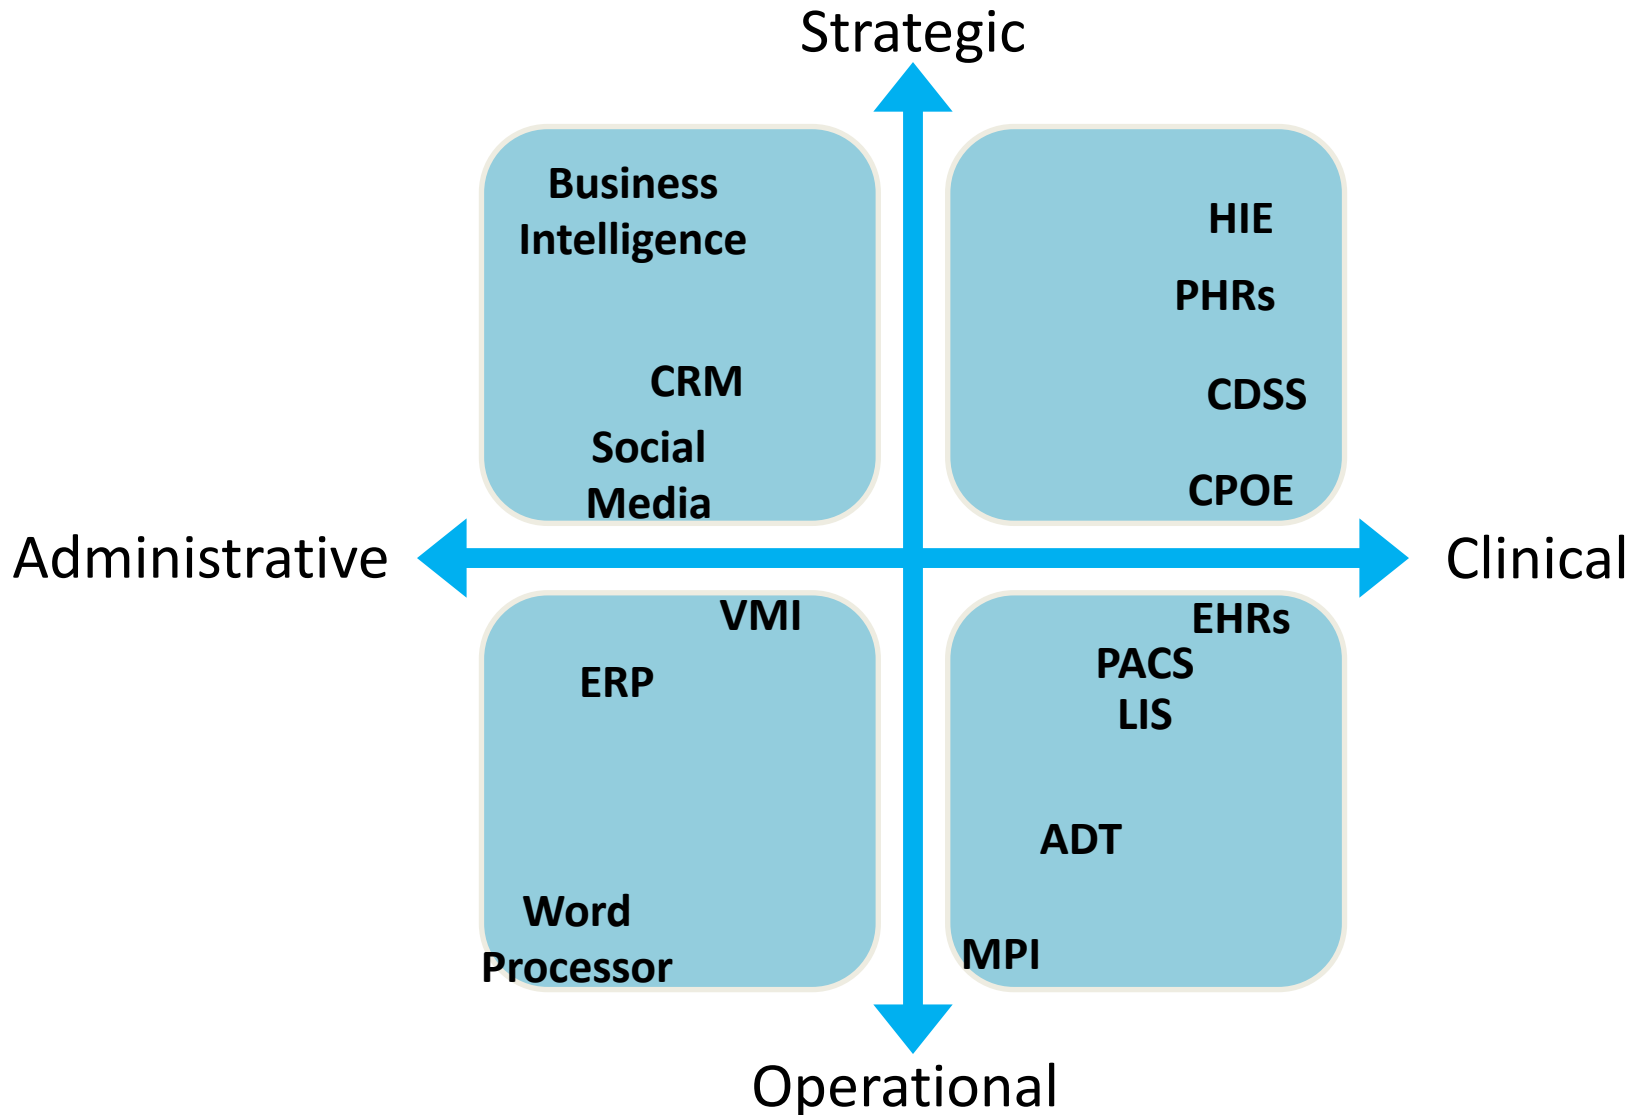 Strategic
Business
Intelligence
CRM
Social
Media
HIE
PHRs
CDSS
CPOE
Administrative
Clinical
VMI
ERP
Word
Processor
EHRs
PACS
LIS
ADT
MPI
Operational